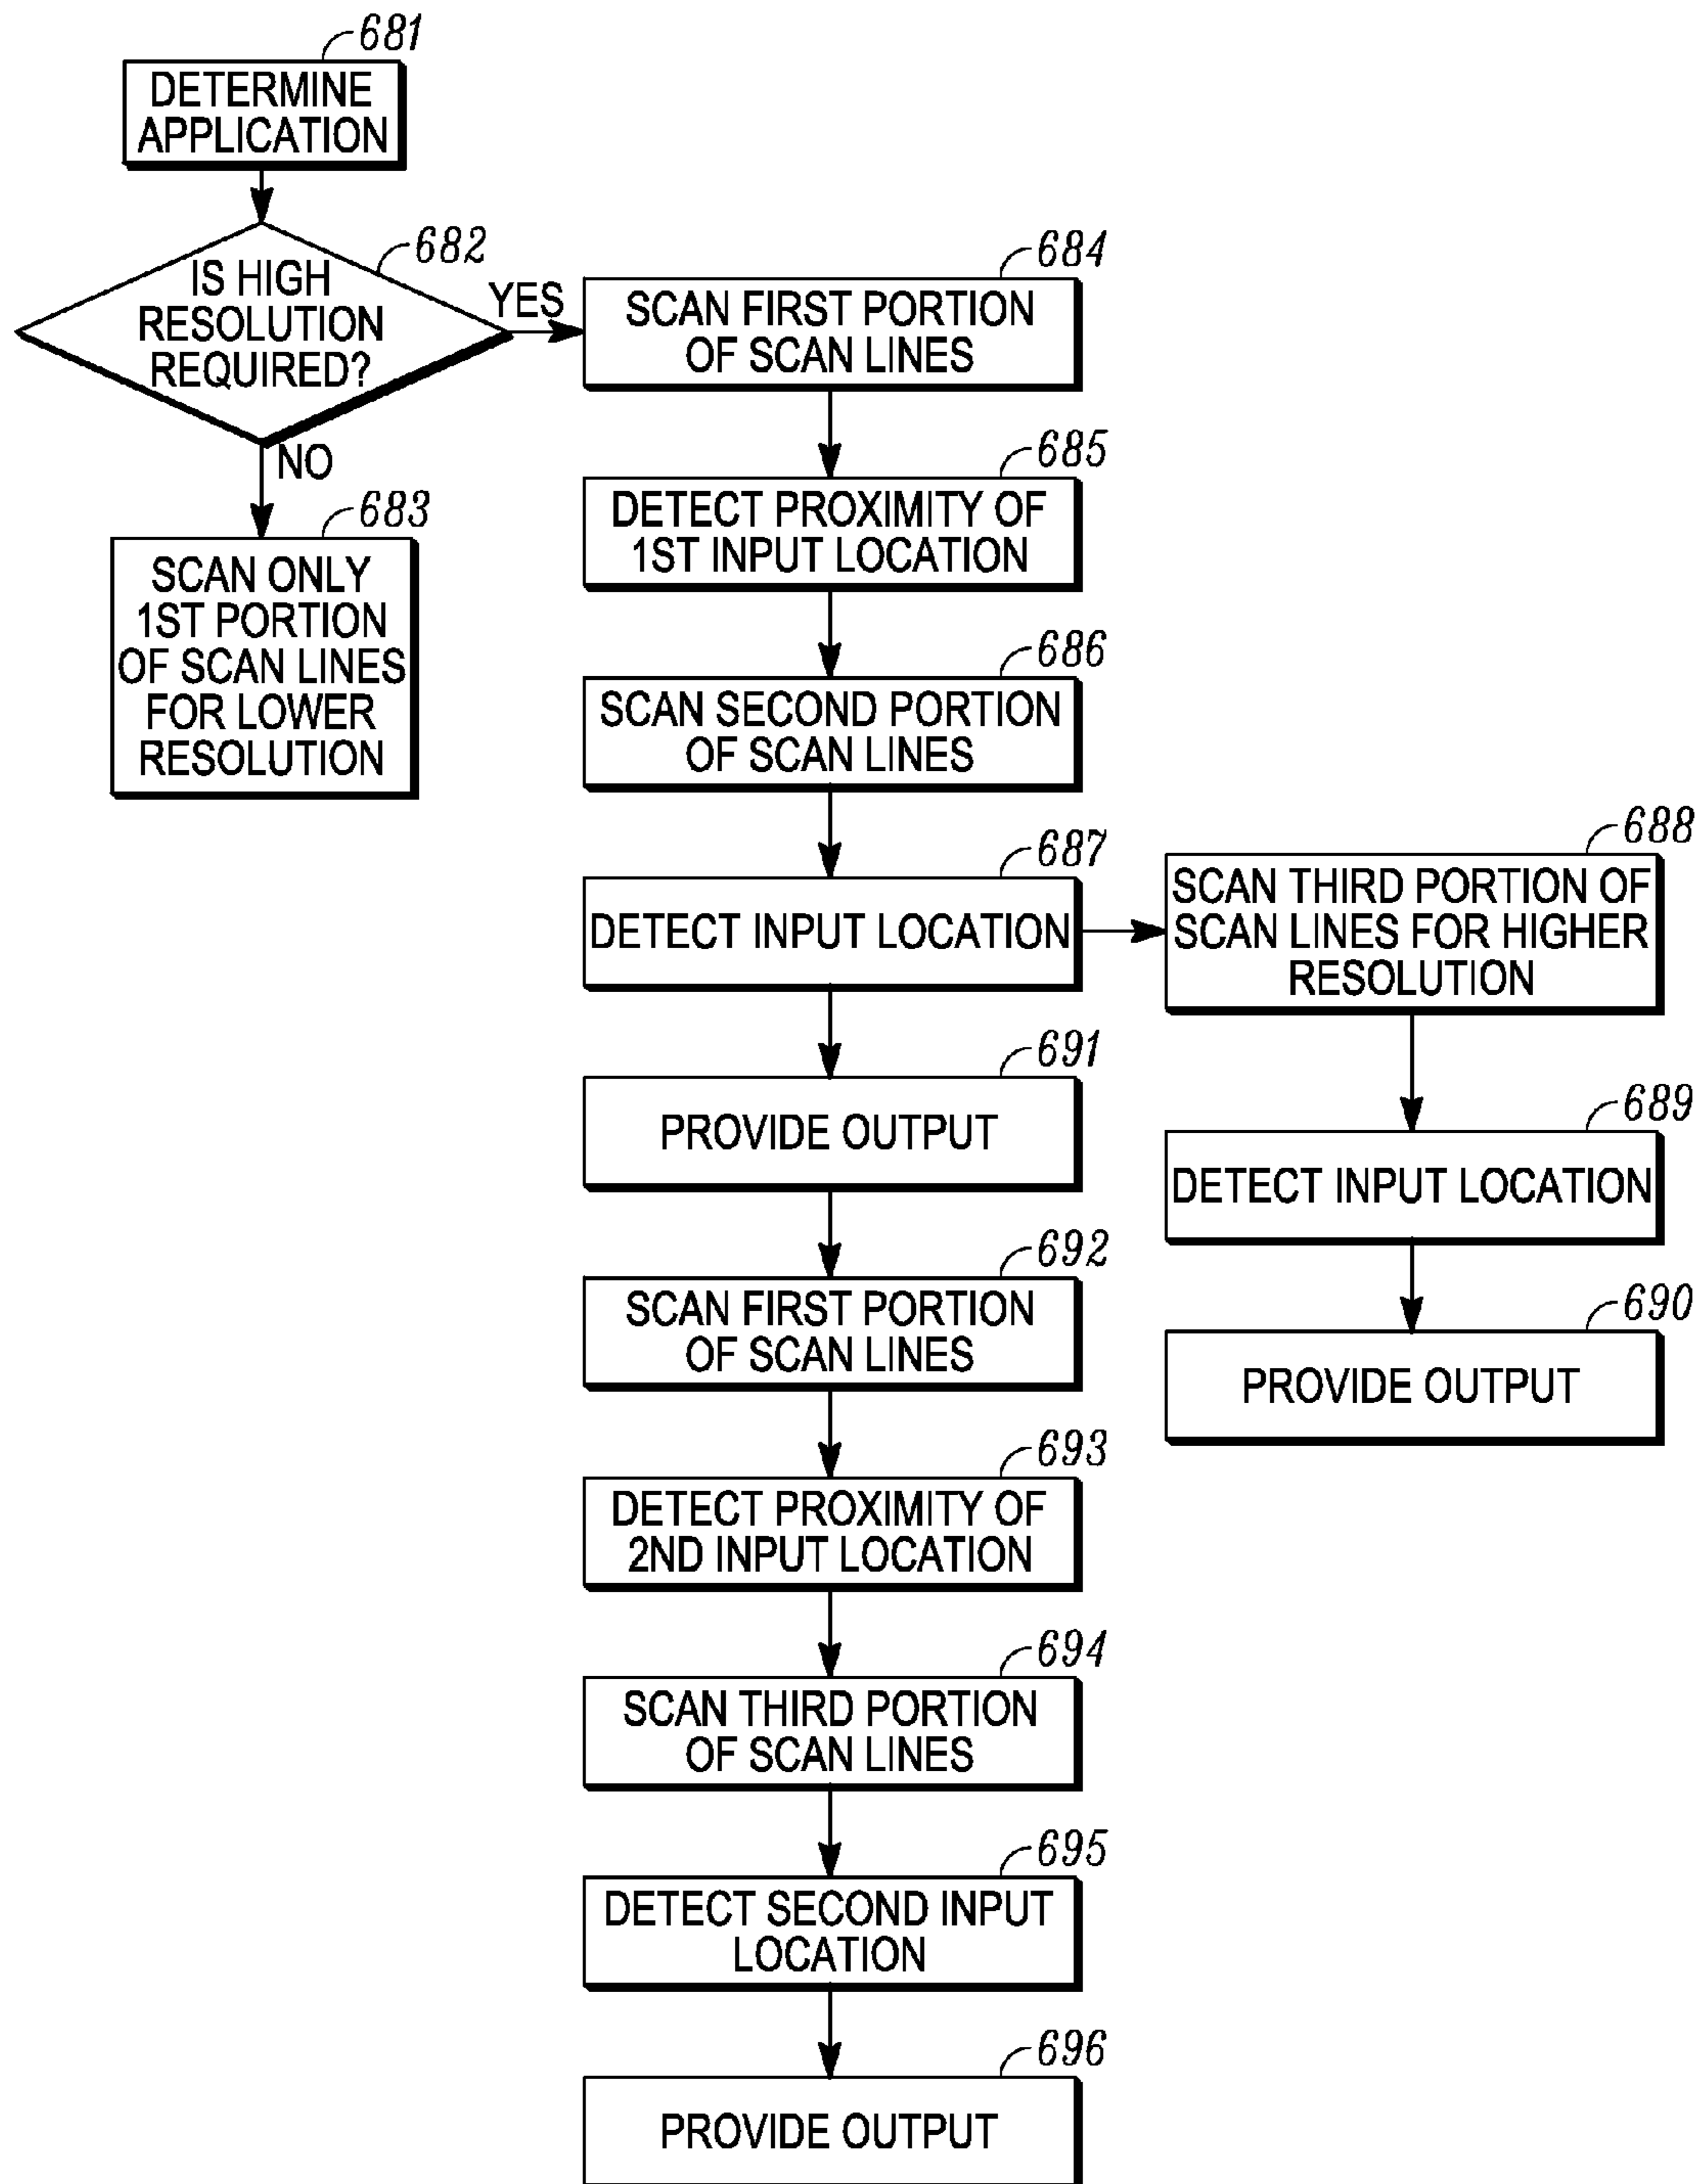 681
DETERMINE
APPLICATION
682
IS HIGH
RESOLUTION
REQUIRED?
YES
NO
683
SCAN ONLY
1ST PORTION
OF SCAN LINES
FOR LOWER
RESOLUTION
684
SCAN FIRST PORTION
OF SCAN LINES
685
DETECT PROXIMITY OF
1ST INPUT LOCATION
686
SCAN SECOND PORTION
OF SCAN LINES
687
DETECT INPUT LOCATION
688
SCAN THIRD PORTION OF
SCAN LINES FOR HIGHER
RESOLUTION
689
DETECT INPUT LOCATION
690
PROVIDE OUTPUT
691
PROVIDE OUTPUT
692
SCAN FIRST PORTION
OF SCAN LINES
693
DETECT PROXIMITY OF
2ND INPUT LOCATION
694
SCAN THIRD PORTION
OF SCAN LINES
695
DETECT SECOND INPUT
LOCATION
696
PROVIDE OUTPUT